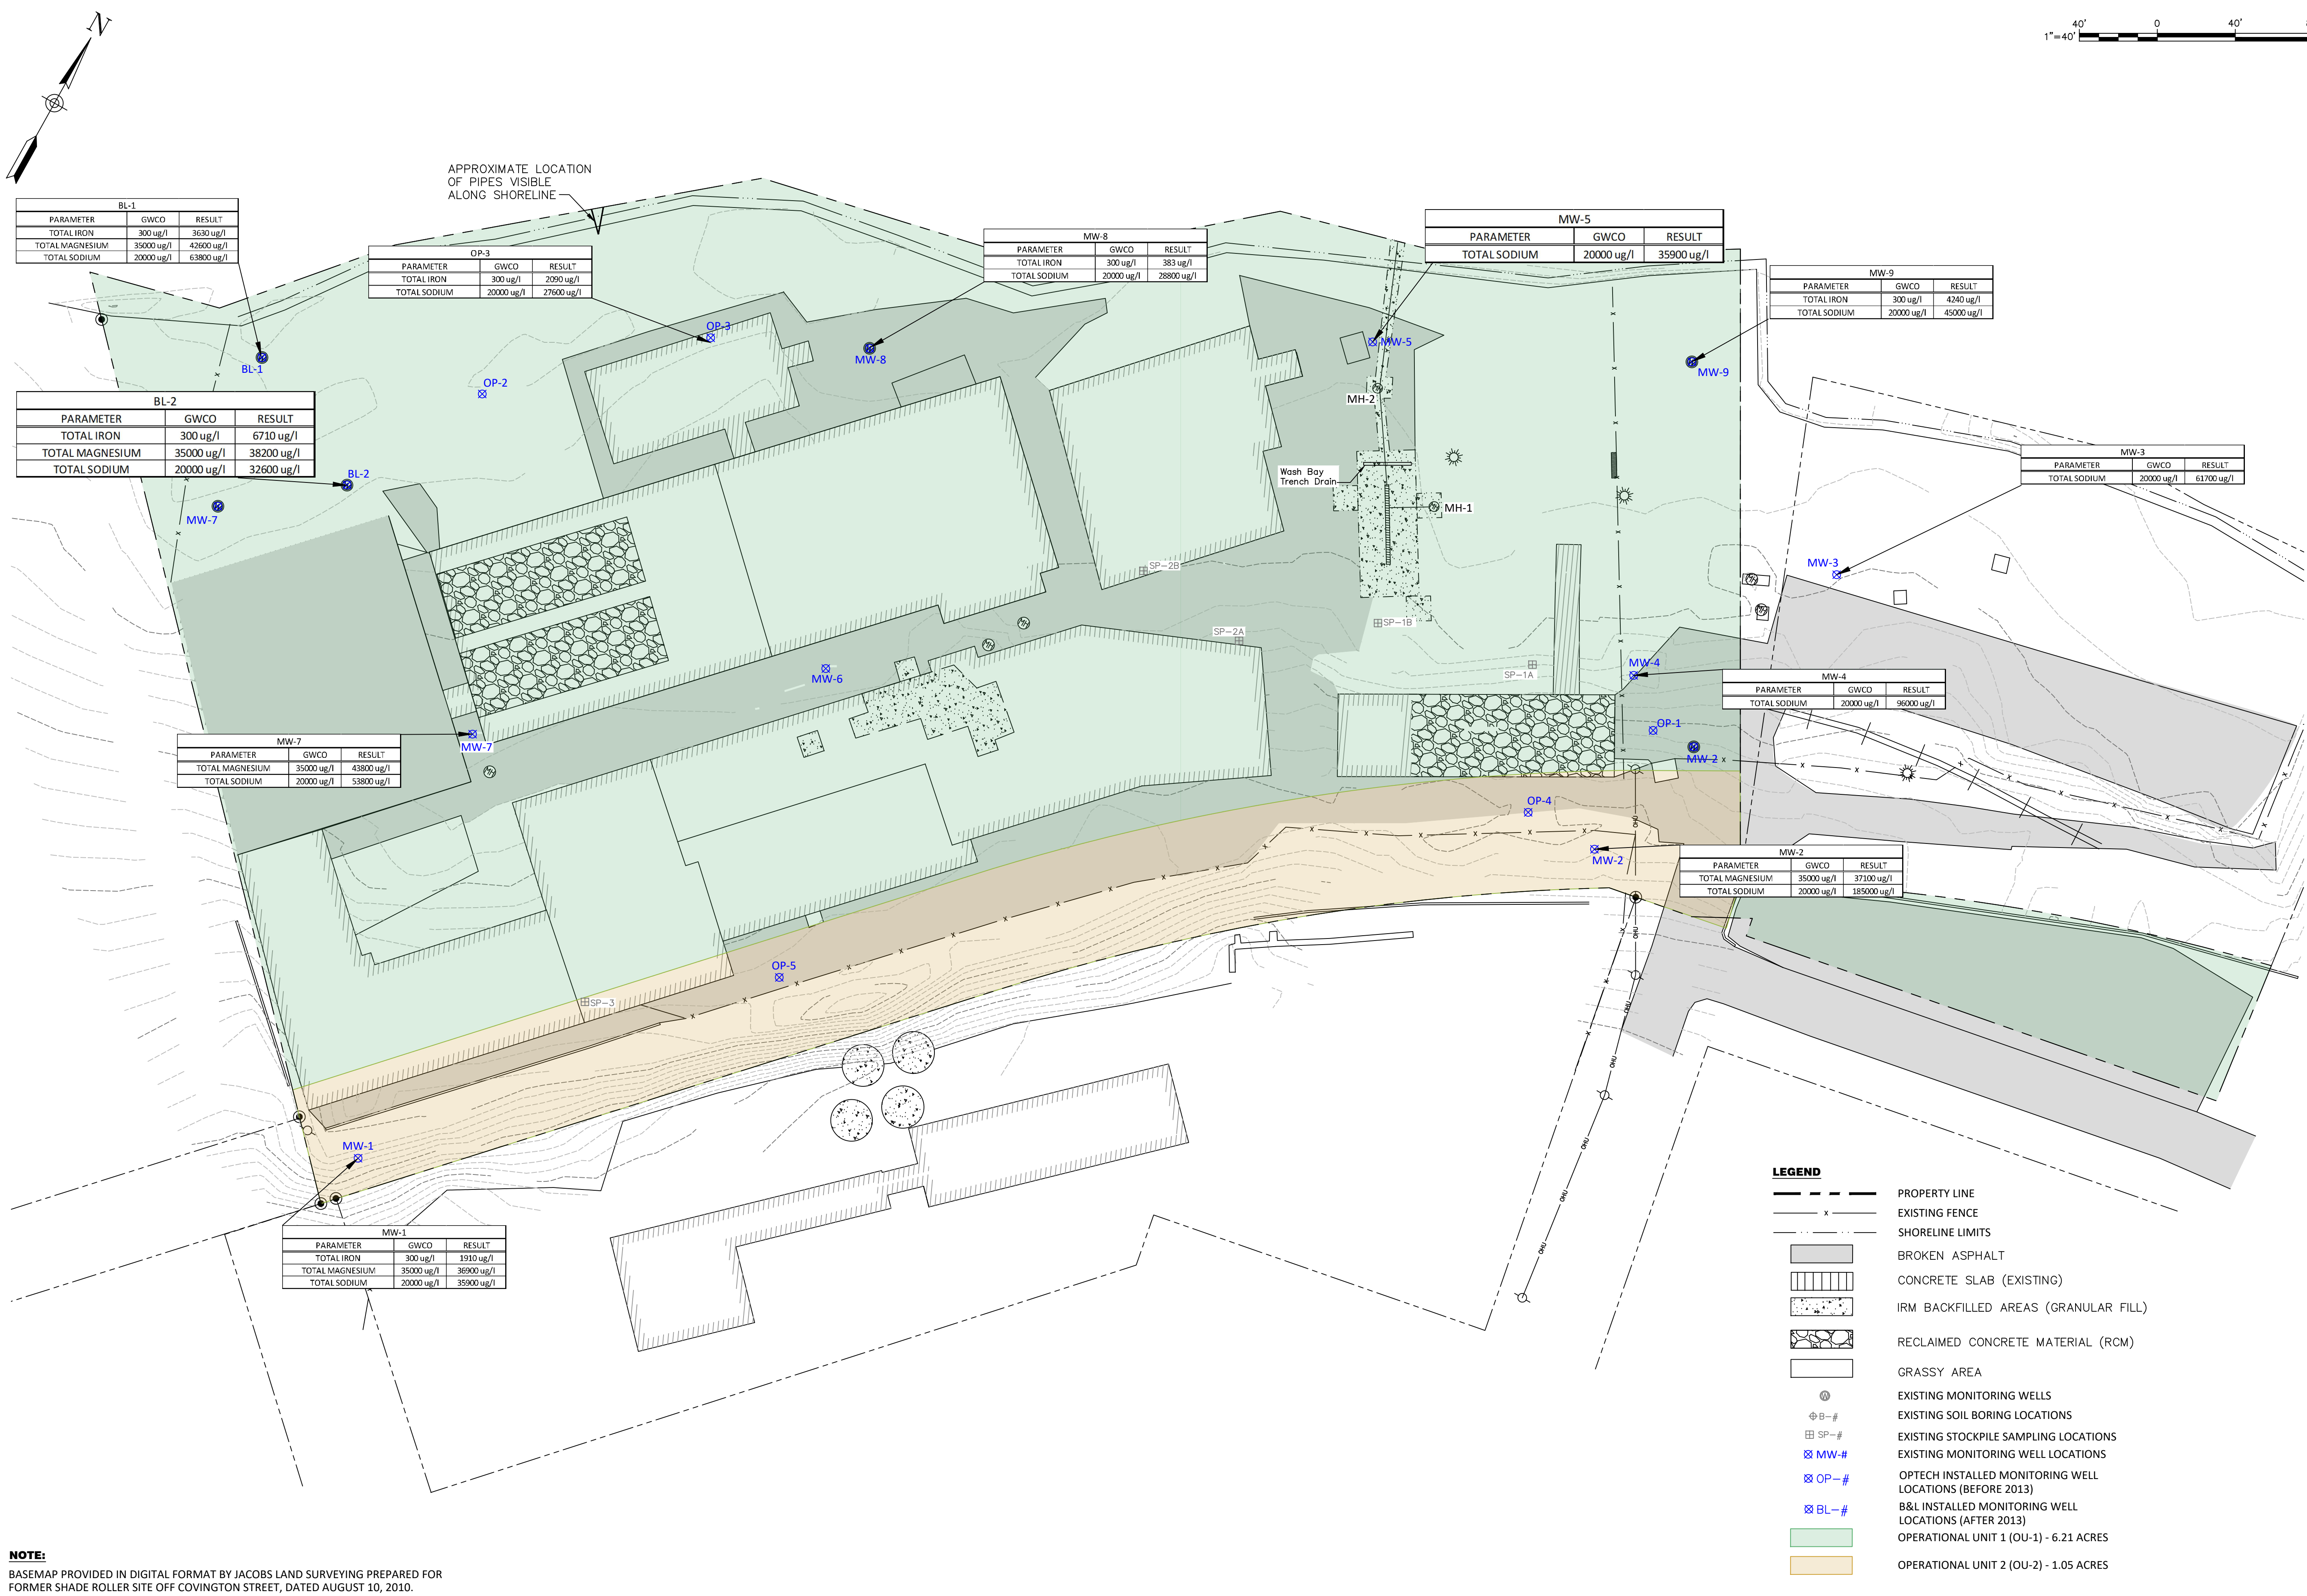 N
40' 0 40'
1"=40'
APPROXIMATE LOCATION
OF PIPES VISIBLE
ALONG SHORELINE
BL-1
PARAMETER GWCO RESULT
TOTAL IRON 300 ug/l 3630 ug/l
TOTAL MAGNESIUM 35000 ug/l 42600 ug/l
TOTAL SODIUM 20000 ug/l 63800 ug/l
OP-3
PARAMETER GWCO RESULT
TOTAL IRON 300 ug/l 2090 ug/l
TOTAL SODIUM 20000 ug/l 27600 ug/l
MW-8
PARAMETER GWCO RESULT
TOTAL IRON 300 ug/l 383 ug/l
TOTAL SODIUM 20000 ug/l 28800 ug/l
MW-5
PARAMETER GWCO RESULT
TOTAL SODIUM 20000 ug/l 35900 ug/l
MW-9
PARAMETER GWCO RESULT
TOTAL IRON 300 ug/l 4240 ug/l
TOTAL SODIUM 20000 ug/l 45000 ug/l
OP-3
MW-5
MW-8
BL-1
OP-2
MW-9
MH-2
BL-2
PARAMETER GWCO RESULT
TOTAL IRON 300 ug/l 6710 ug/l
TOTAL MAGNESIUM 35000 ug/l 38200 ug/l
TOTAL SODIUM 20000 ug/l 32600 ug/l
BL-2
MW-7
Wash Bay
Trench Drain
MH-1
MW-3
PARAMETER GWCO RESULT
TOTAL SODIUM 20000 ug/l 61700 ug/l
MW-3
SP-2B
SP-2A
SP-1B
SP-1A
MW-4
MW-6
MW-4
PARAMETER GWCO RESULT
TOTAL SODIUM 20000 ug/l 96000 ug/l
OP-1
MW-2
MW-7
PARAMETER GWCO RESULT
TOTAL MAGNESIUM 35000 ug/l 43800 ug/l
TOTAL SODIUM 20000 ug/l 53800 ug/l
MW-7
OP-4
OHU
MW-2
MW-2
PARAMETER GWCO RESULT
TOTAL MAGNESIUM 35000 ug/l 37100 ug/l
TOTAL SODIUM 20000 ug/l 185000 ug/l
OHU
OP-5
SP-3
OHU
OHU
OHU
OHU
OHU
MW-1
MW-1
PARAMETER GWCO RESULT
TOTAL IRON 300 ug/l 1910 ug/l
TOTAL MAGNESIUM 35000 ug/l 36900 ug/l
TOTAL SODIUM 20000 ug/l 35900 ug/l
LEGEND
PROPERTY LINE
x EXISTING FENCE
SHORELINE LIMITS
BROKEN ASPHALT
CONCRETE SLAB (EXISTING)
IRM BACKFILLED AREAS (GRANULAR FILL)
RECLAIMED CONCRETE MATERIAL (RCM)
GRASSY AREA
EXISTING MONITORING WELLS
B-# EXISTING SOIL BORING LOCATIONS
SP-# EXISTING STOCKPILE SAMPLING LOCATIONS
MW-# EXISTING MONITORING WELL LOCATIONS
OP-# OPTECH INSTALLED MONITORING WELL
LOCATIONS (BEFORE 2013)
BL-# B&L INSTALLED MONITORING WELL
LOCATIONS (AFTER 2013)
OPERATIONAL UNIT 1 (OU-1) - 6.21 ACRES
OPERATIONAL UNIT 2 (OU-2) - 1.05 ACRES
NOTE:
BASEMAP PROVIDED IN DIGITAL FORMAT BY JACOBS LAND SURVEYING PREPARED FOR
FORMER SHADE ROLLER SITE OFF COVINGTON STREET, DATED AUGUST 10, 2010.